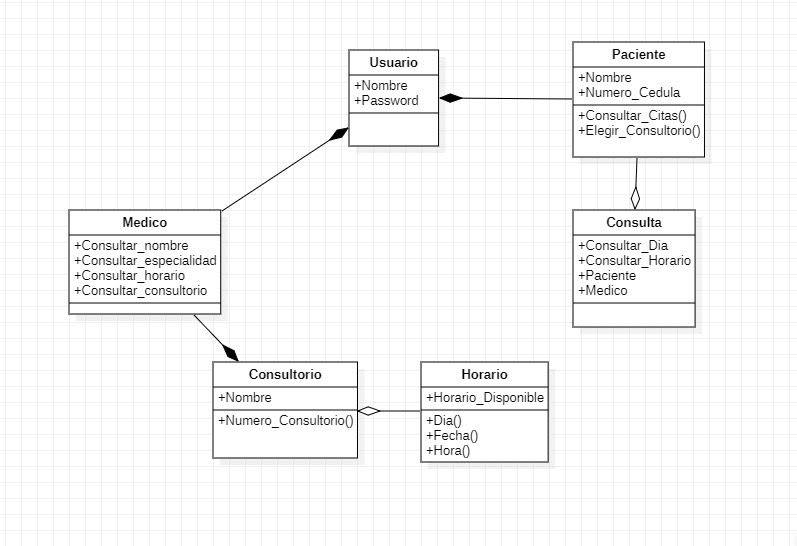 Usuario
+Nombre
+Password
Paciente
+Nombre
+Numero_Cedula
+Consultar_Citas()
+Elegir_Consultorio()
Medico
+Consultar_nombre
+Consultar_especialidad
+Consultar_horario
+Consultar_consultorio
Consulta
+Consultar_Dia
+Consultar_Horario
+Paciente
+Medico
Consultorio
+Nombre
+Numero_Consultorio()
Horario
+Horario_Disponible
+Dia()
+Fecha()
+Hora()